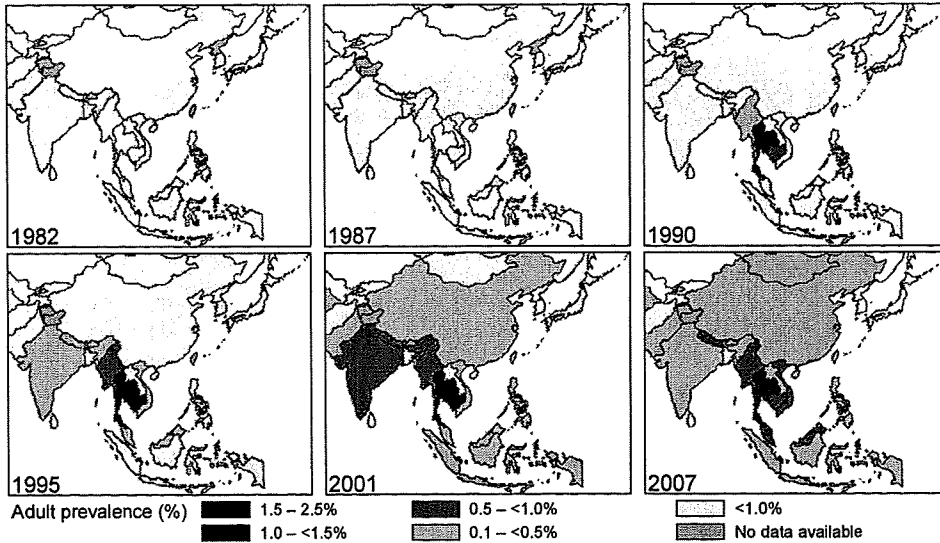 1982
1987
1990
1995
2001
2007
Adult prevalence (%)
1.5 – 2.5%
0.5 – <1.0%
<1.0%
1.0 – <1.5%
0.1 – <0.5%
No data available